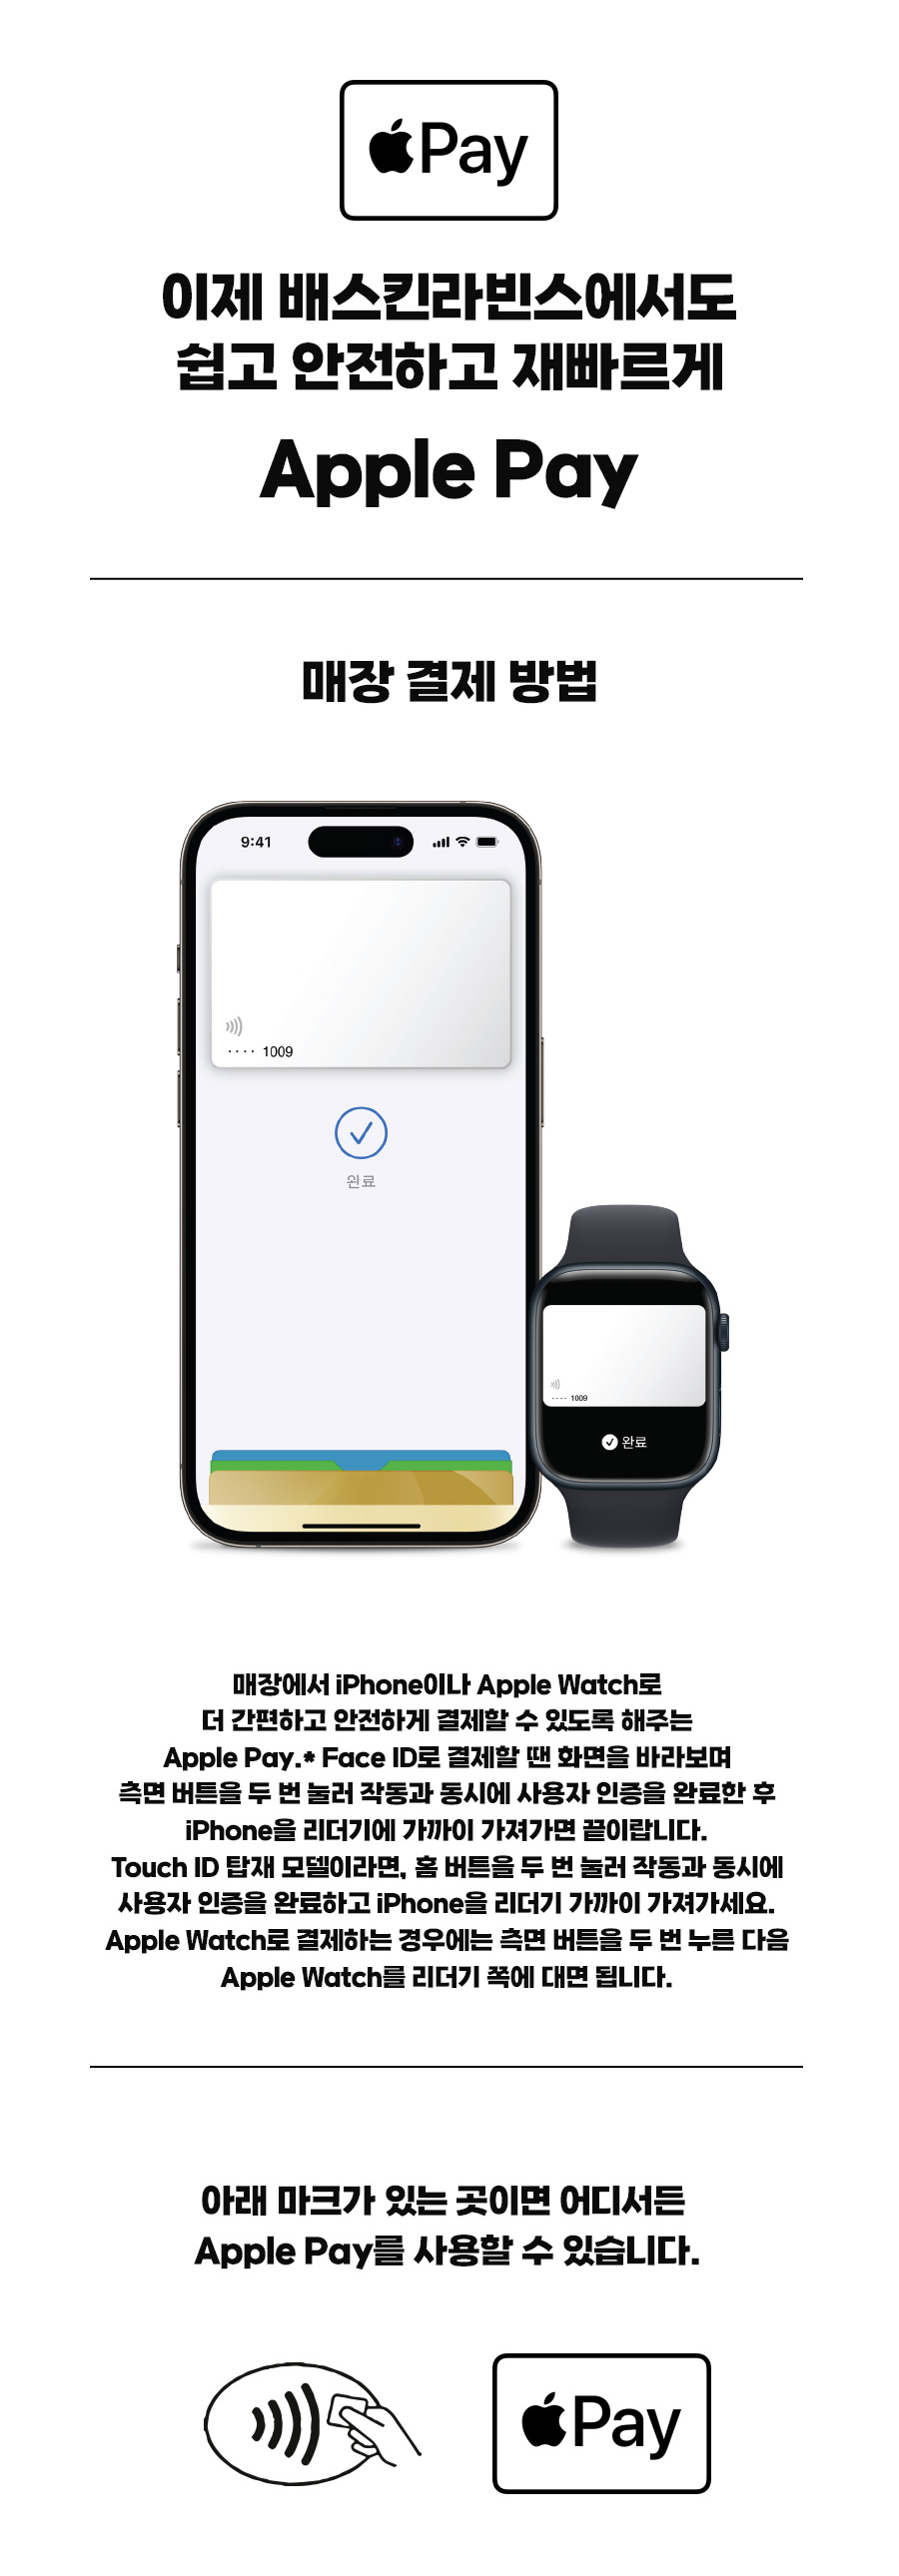 Pay
이제 배스킨라빈스에서도
쉽고 안전하고 재빠르게
Apple Pay
매장 결제 방법
9:41
···· 1009
완료
···· 1009
완료
매장에서 iPhone이나 Apple Watch로
더 간편하고 안전하게 결제할 수 있도록 해주는
Apple Pay.* Face ID로 결제할 땐 화면을 바라보며
측면 버튼을 두 번 눌러 작동과 동시에 사용자 인증을 완료한 후
iPhone을 리더기에 가까이 가져가면 끝이랍니다.
Touch ID 탑재 모델이라면, 홈 버튼을 두 번 눌러 작동과 동시에
사용자 인증을 완료하고 iPhone을 리더기 가까이 가져가세요.
Apple Watch로 결제하는 경우에는 측면 버튼을 두 번 누른 다음
Apple Watch를 리더기 쪽에 대면 됩니다.
아래 마크가 있는 곳이면 어디서든
Apple Pay를 사용할 수 있습니다.
Pay